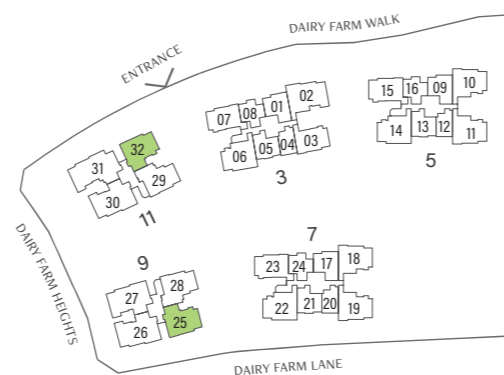 DAIRY FARM WALK
ENTRANCE
07 08 01 02
06 05 04 03
3
15 16 09 10
14 13 12 11
5
31 32
30 29
11
9
27 28
26 25
7
23 24 17 18
22 21 20 19
DAIRY FARM HEIGHTS
DAIRY FARM LANE